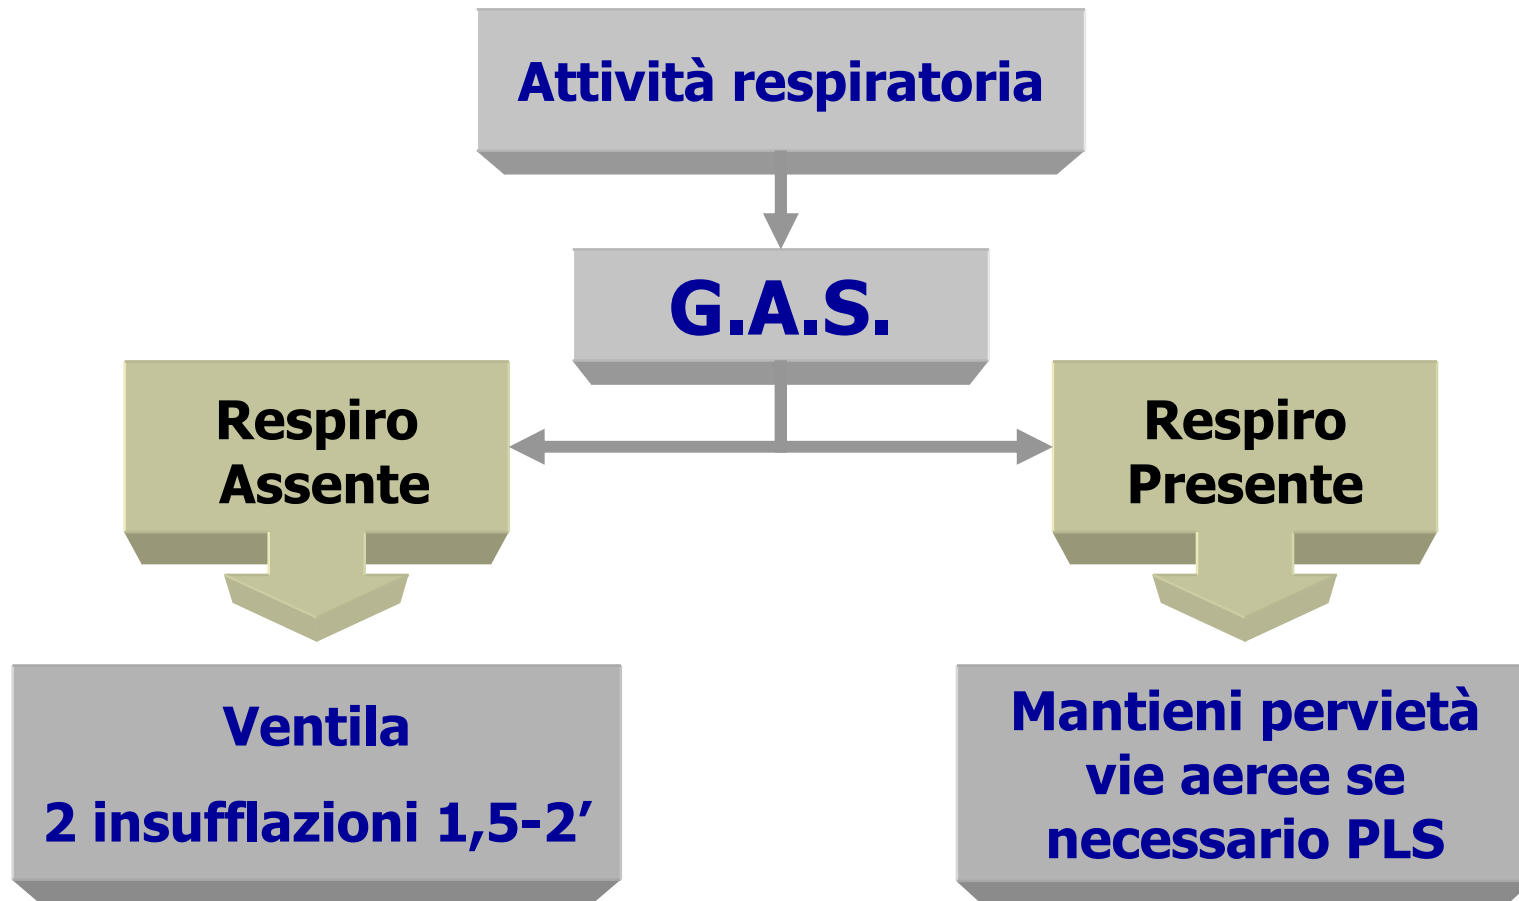 Attività respiratoria
G.A.S.
Respiro
Assente
Respiro
Presente
Ventila
2 insufflazioni 1,5-2’
Mantieni pervietà
vie aeree se
necessario PLS